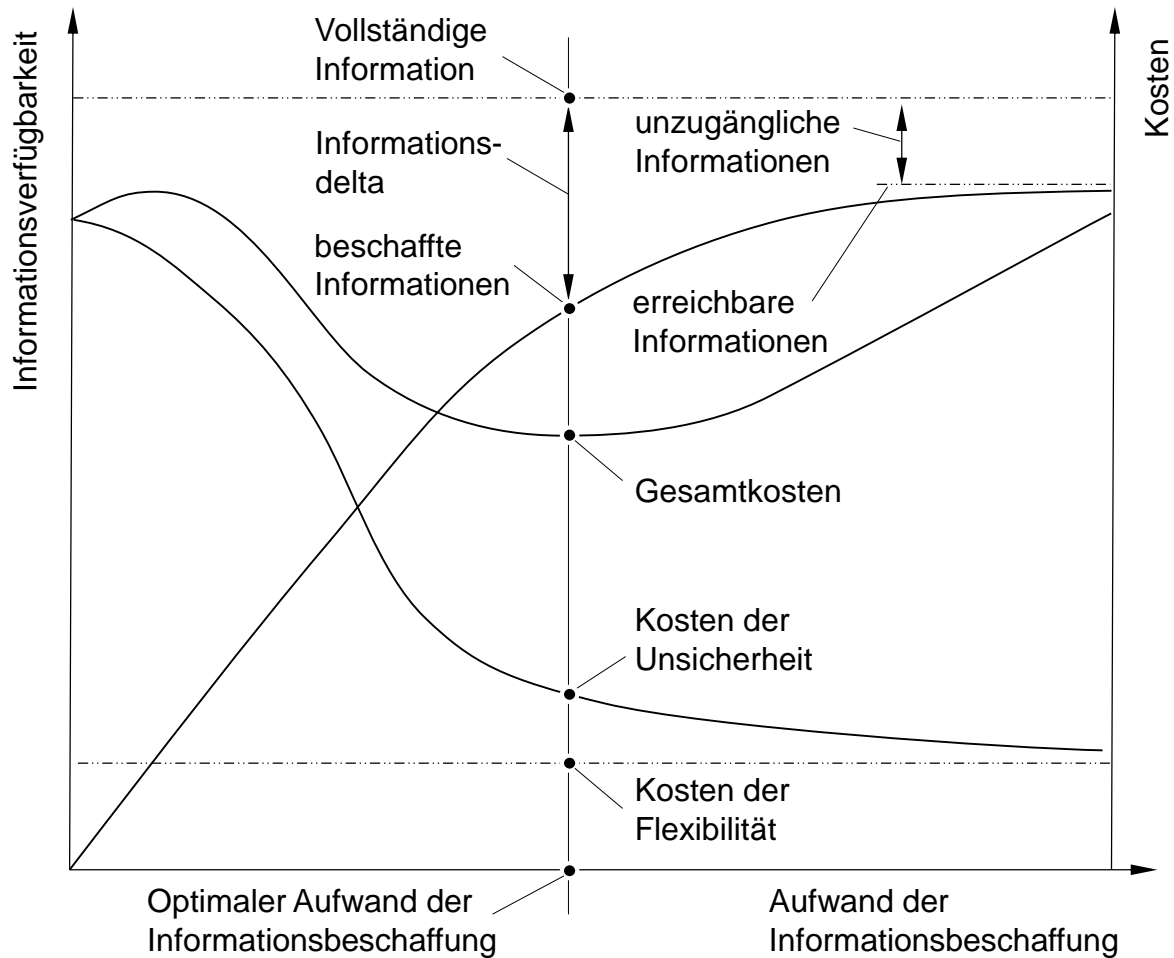 Informationsverfügbarkeit
Kosten
Vollständige
Information
unzugängliche
Informationen
Informations-
delta
beschaffte
Informationen
erreichbare
Informationen
Gesamtkosten
Kosten der
Unsicherheit
Kosten der
Flexibilität
Optimaler Aufwand der
Informationsbeschaffung
Aufwand der
Informationsbeschaffung